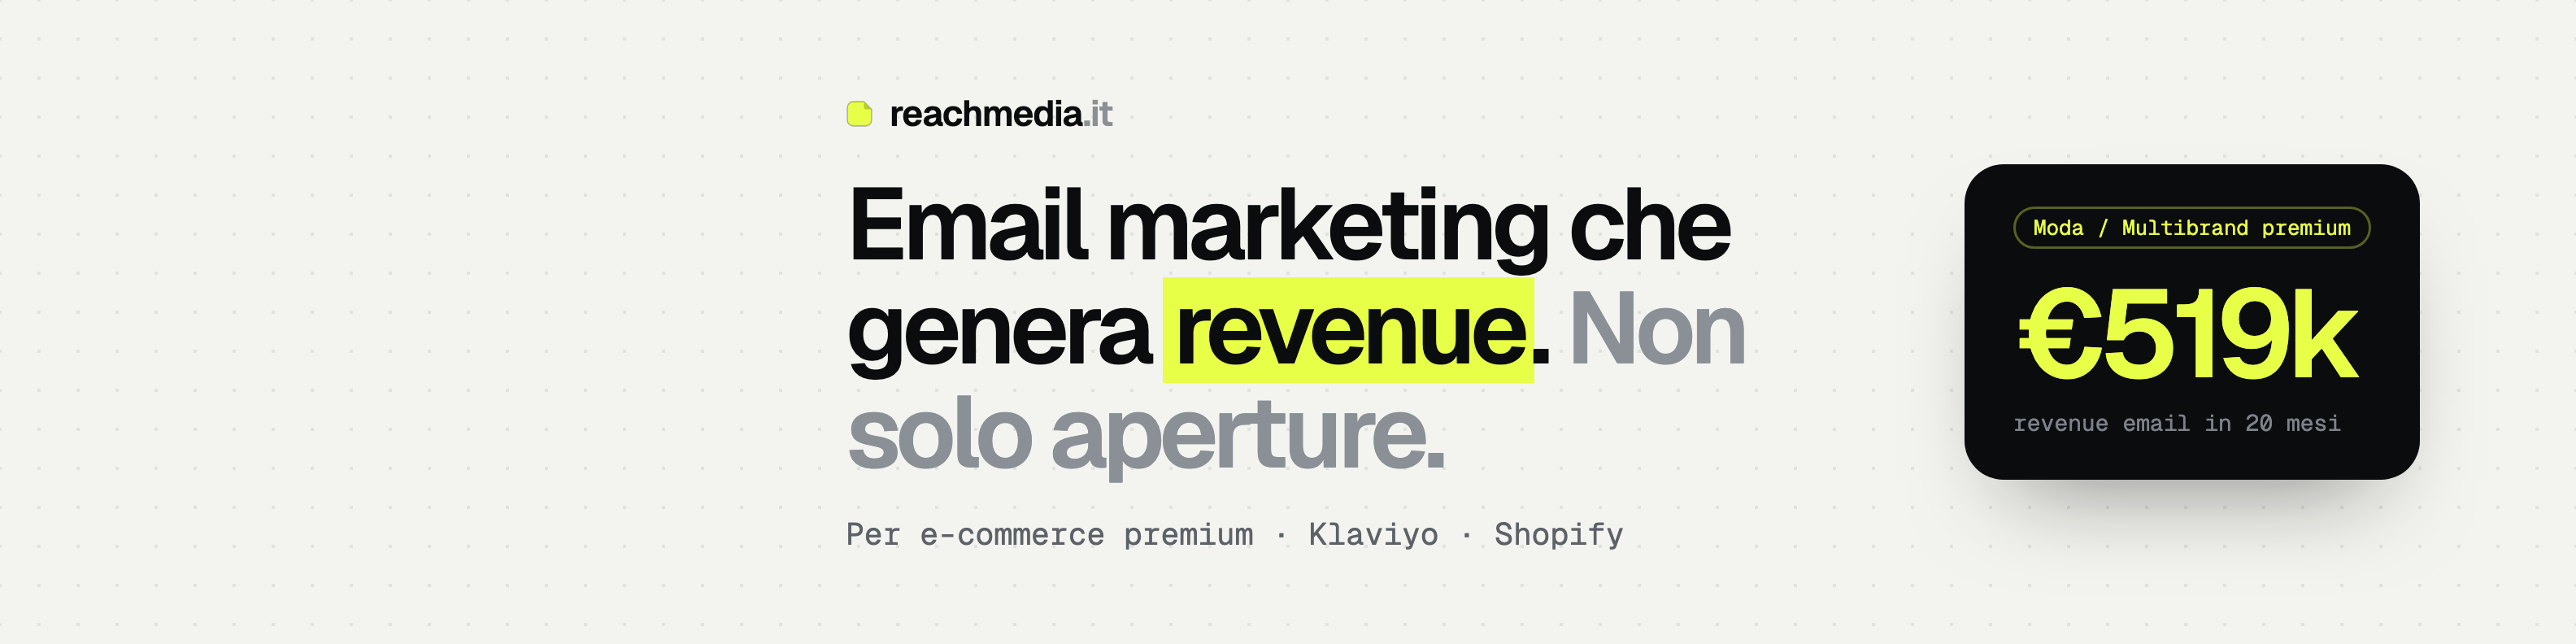 reachmedia.it
Email marketing che
genera revenue. Non
solo aperture.
Per e-commerce premium · Klaviyo · Shopify
Moda / Multibrand premium
€519k
revenue email in 20 mesi